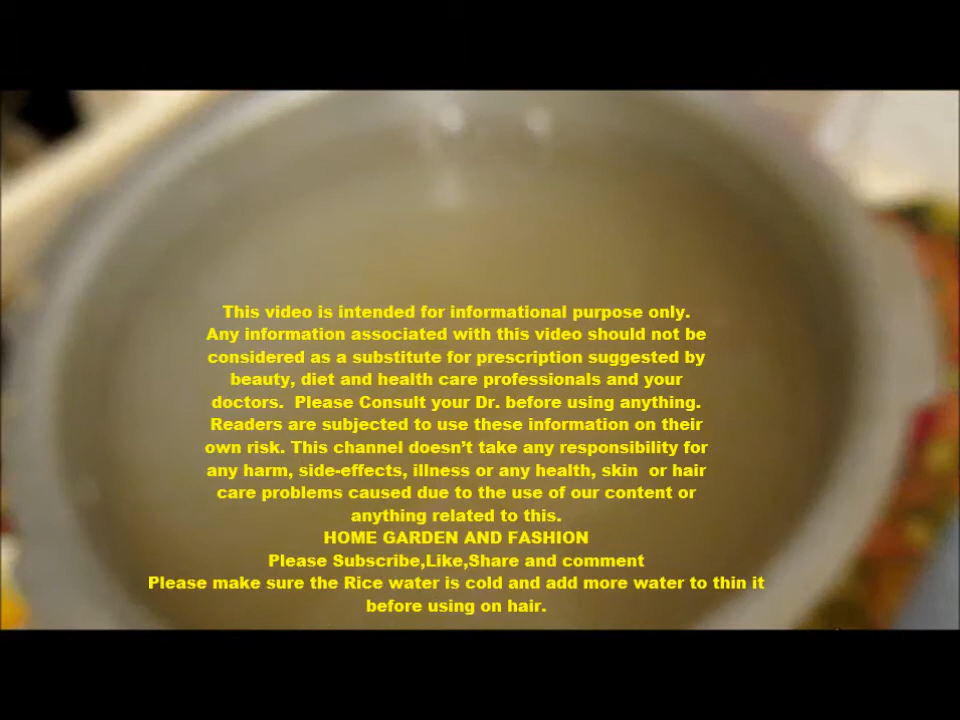 This video is intended for informational purpose only.
Any information associated with this video should not be
considered as a substitute for prescription suggested by
beauty, diet and health care professionals and your
doctors.  Please Consult your Dr. before using anything.
Readers are subjected to use these information on their
own risk. This channel doesn’t take any responsibility for
any harm, side-effects, illness or any health, skin  or hair
care problems caused due to the use of our content or
anything related to this.
HOME GARDEN AND FASHION
Please Subscribe,Like,Share and comment
Please make sure the Rice water is cold and add more water to thin it
before using on hair.